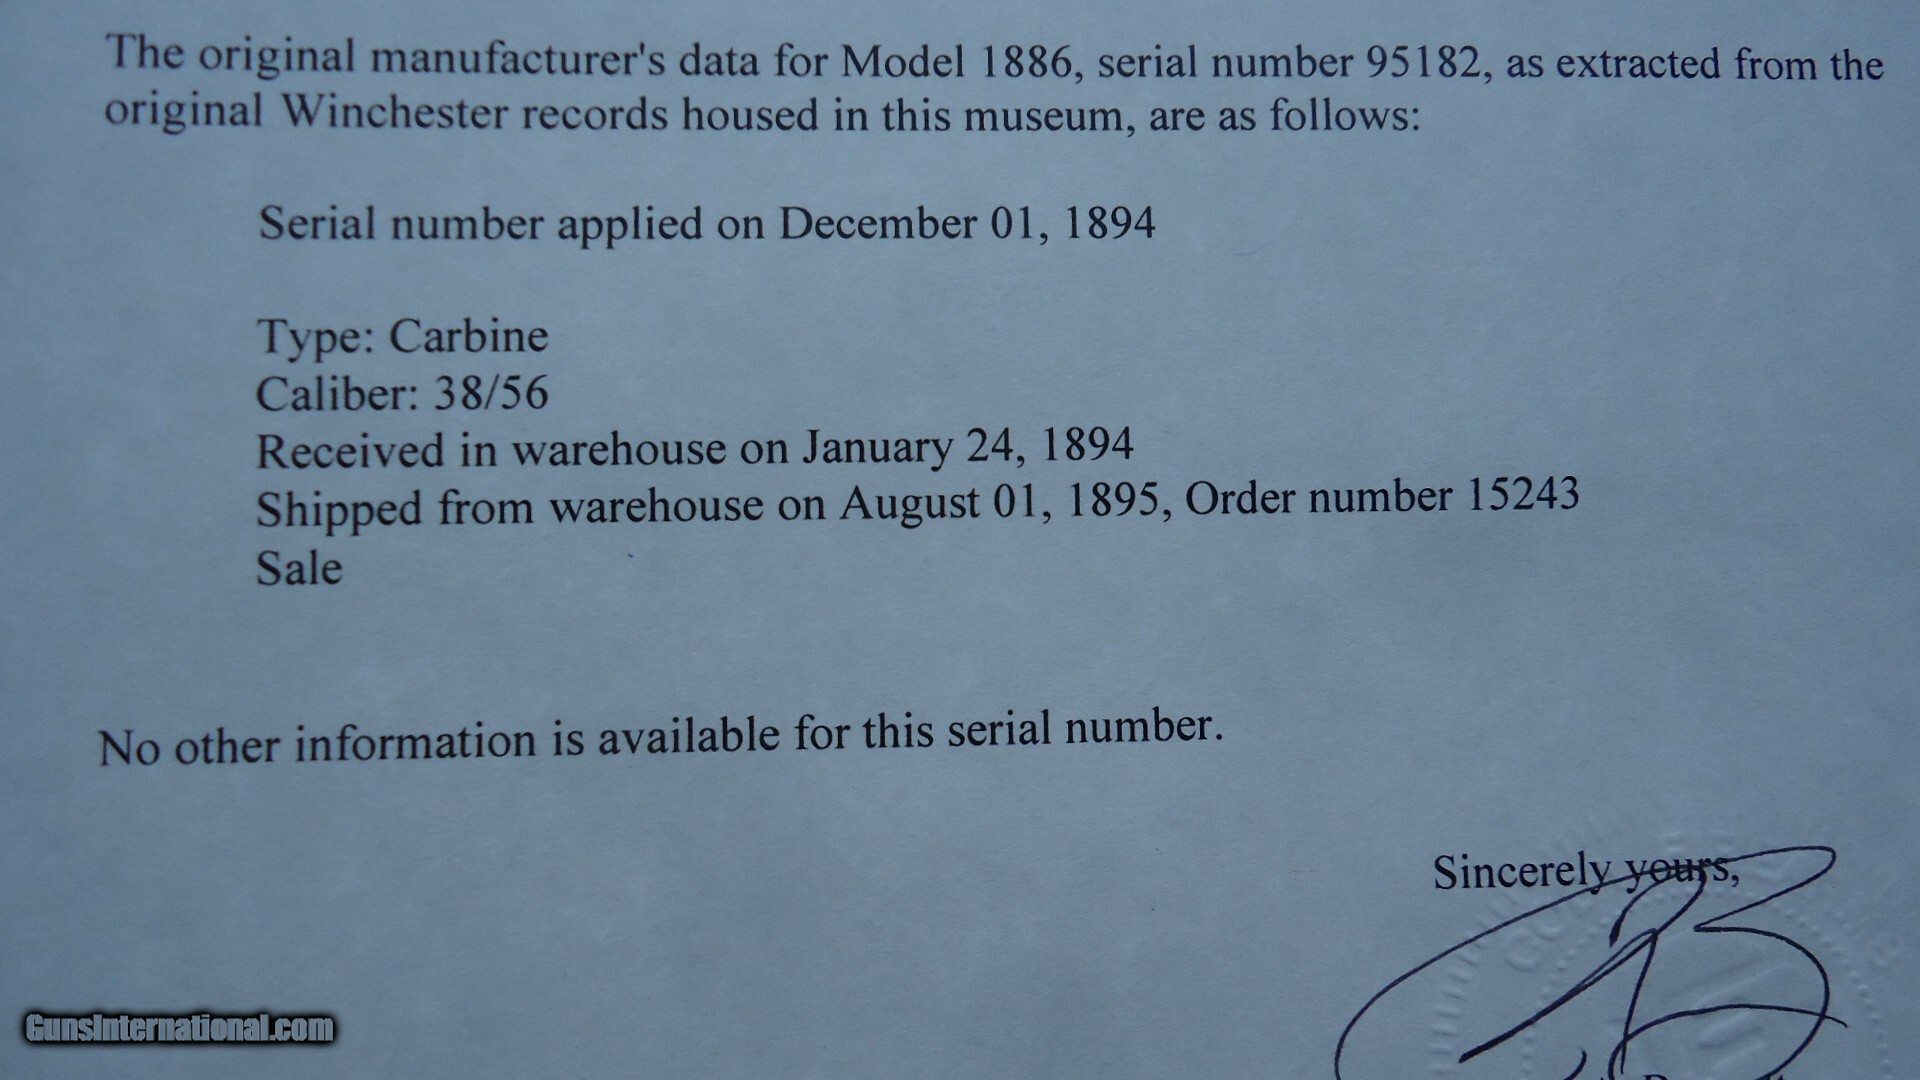 The original manufacturer's data for Model 1886, serial number 95182, as extracted from the
original Winchester records housed in this museum, are as follows:
Serial number applied on December 01, 1894
Type: Carbine
Caliber: 38/56
Received in warehouse on January 24, 1894
Shipped from warehouse on August 01, 1895, Order number 15243
Sale
No other information is available for this serial number.
Sincerely yours,
GunsInternational.com